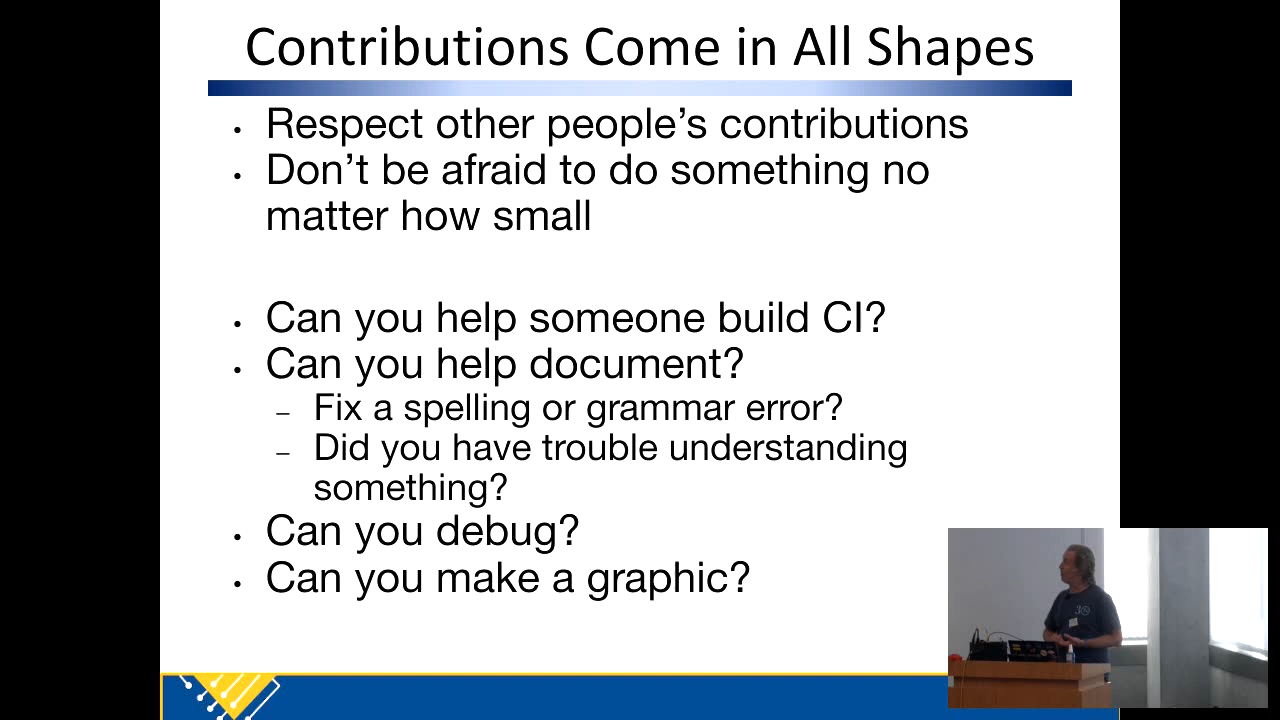 Contributions Come in All Shapes
• Respect other people’s contributions
• Don’t be afraid to do something no
matter how small
• Can you help someone build CI?
• Can you help document?
– Fix a spelling or grammar error?
– Did you have trouble understanding
something?
• Can you debug?
• Can you make a graphic?